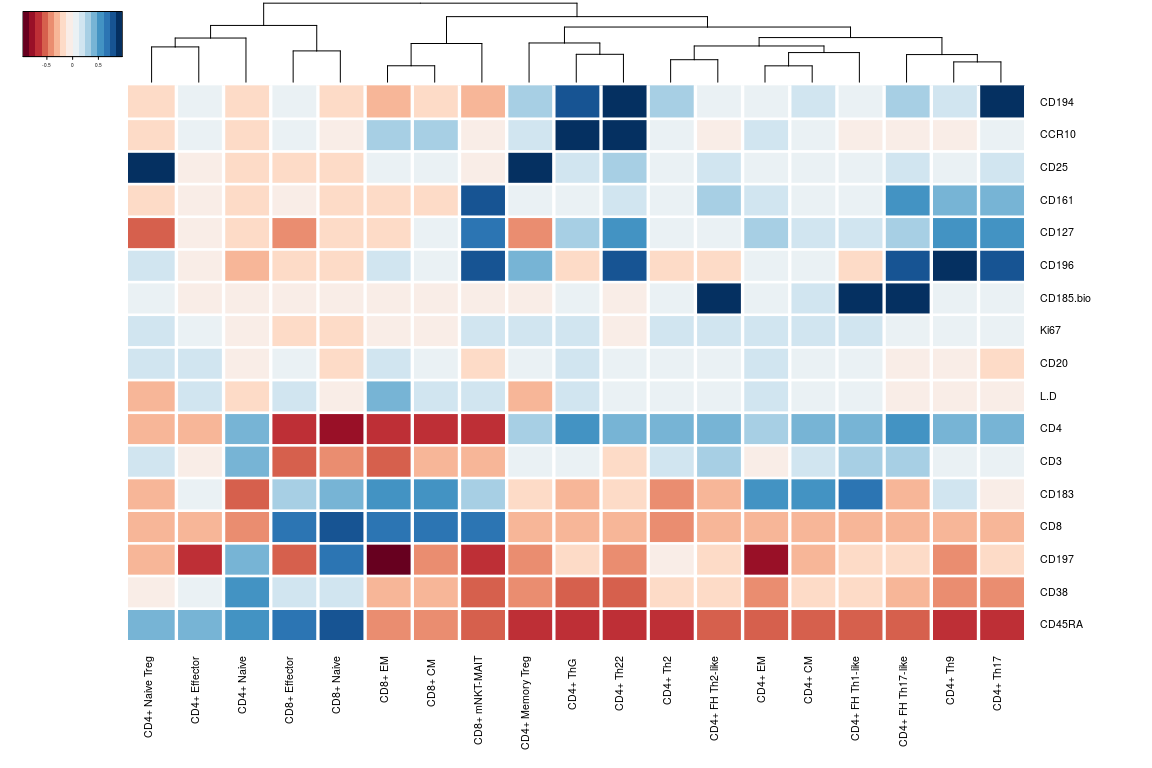 -0.5 0 0.5
CD194
CCR10
CD25
CD161
CD127
CD196
CD185.bio
Ki67
CD20
L.D
CD4
CD3
CD183
CD8
CD197
CD38
CD45RA
CD4+ Naive Treg
CD4+ Effector
CD4+ Naive
CD8+ Effector
CD8+ Naive
CD8+ EM
CD8+ CM
CD8+ mNKT-MAIT
CD4+ Memory Treg
CD4+ ThG
CD4+ Th22
CD4+ Th2
CD4+ FH Th2-like
CD4+ EM
CD4+ CM
CD4+ FH Th1-like
CD4+ FH Th17-like
CD4+ Th9
CD4+ Th17